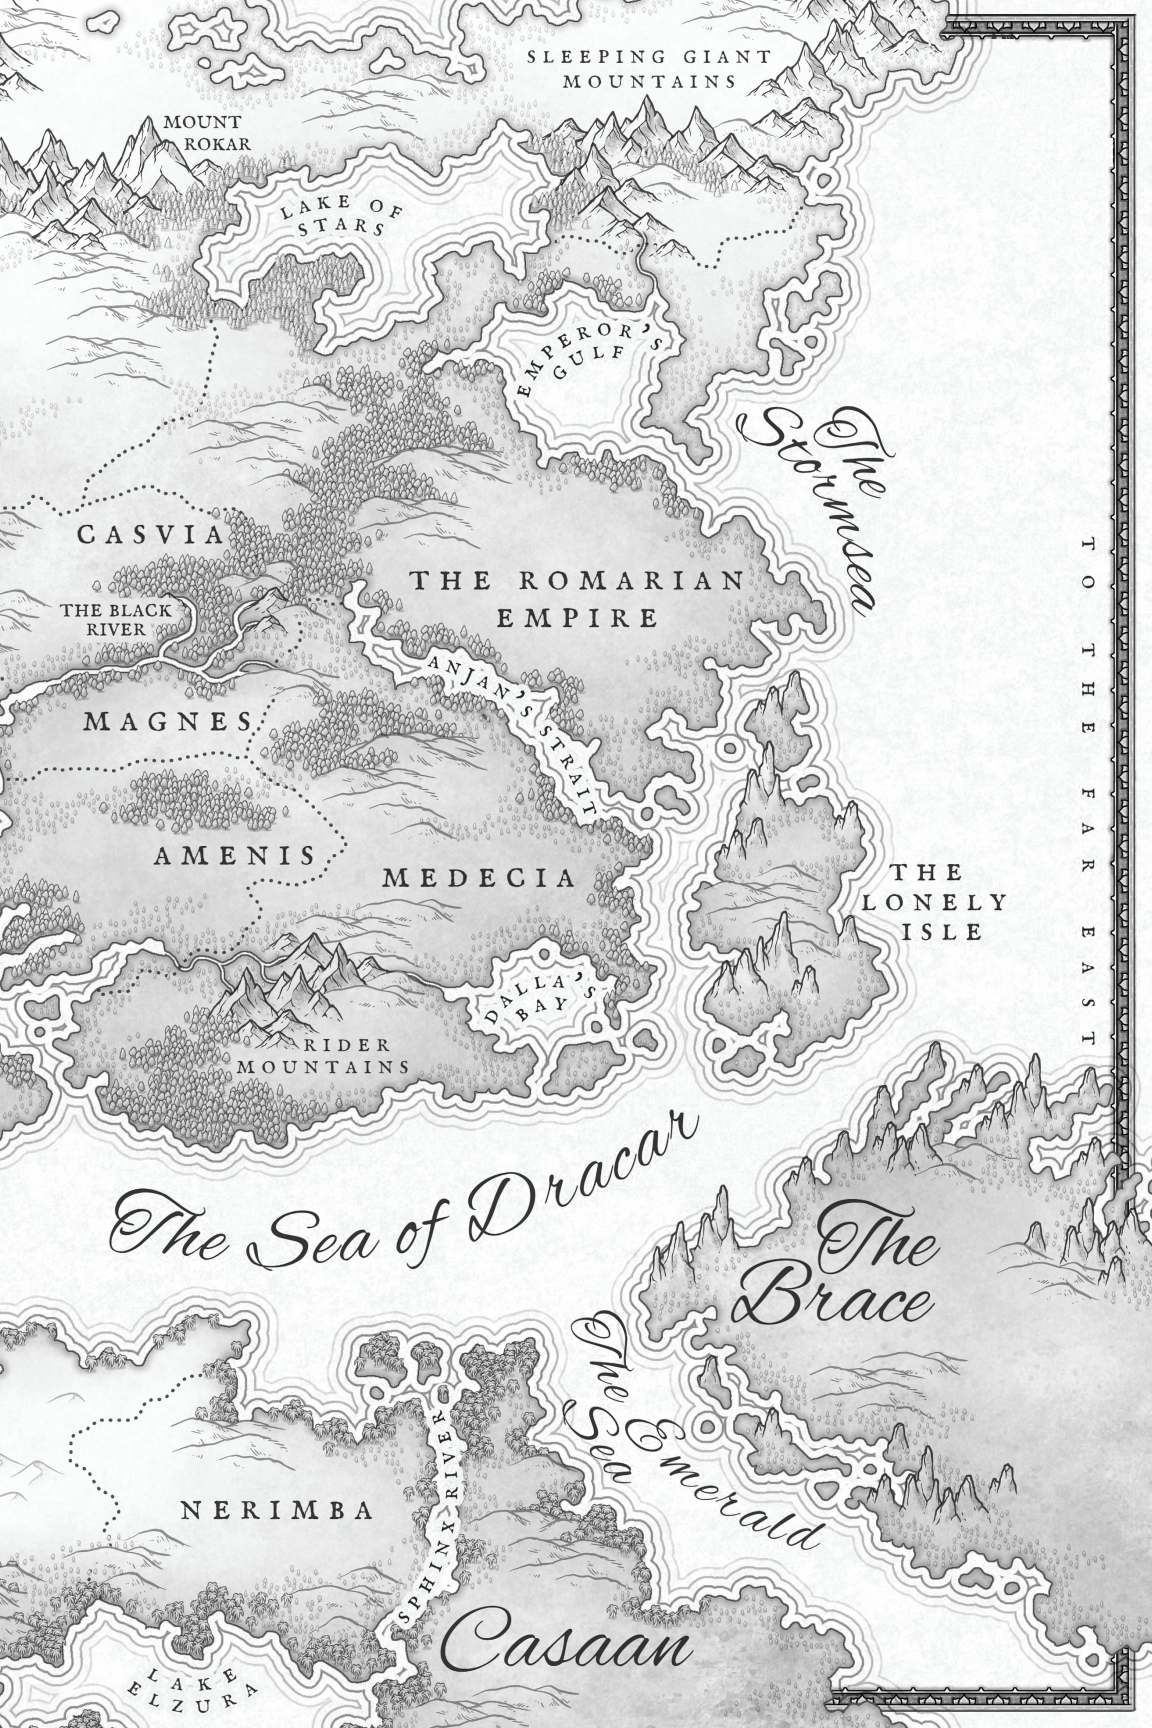 SLEEPING GIANT
MOUNTAINS
MOUNT
ROKAR
LAKE OF
STARS
EMPEROR'S
GULF
The
Stormsea
CASVIA
THE BLACK
RIVER
THE ROMARIAN
EMPIRE
TO THE FAR EAST
ANJAN'S STRAIT
MAGNES
AMENIS
MEDECIA
THE
LONELY
ISLE
DALLA'S
BAY
RIDER
MOUNTAINS
The Sea of Dracar
The
Brace
The Emerald
Sea
SPHINX RIVER
NERIMBA
Casaan
LAKE
ELZURA